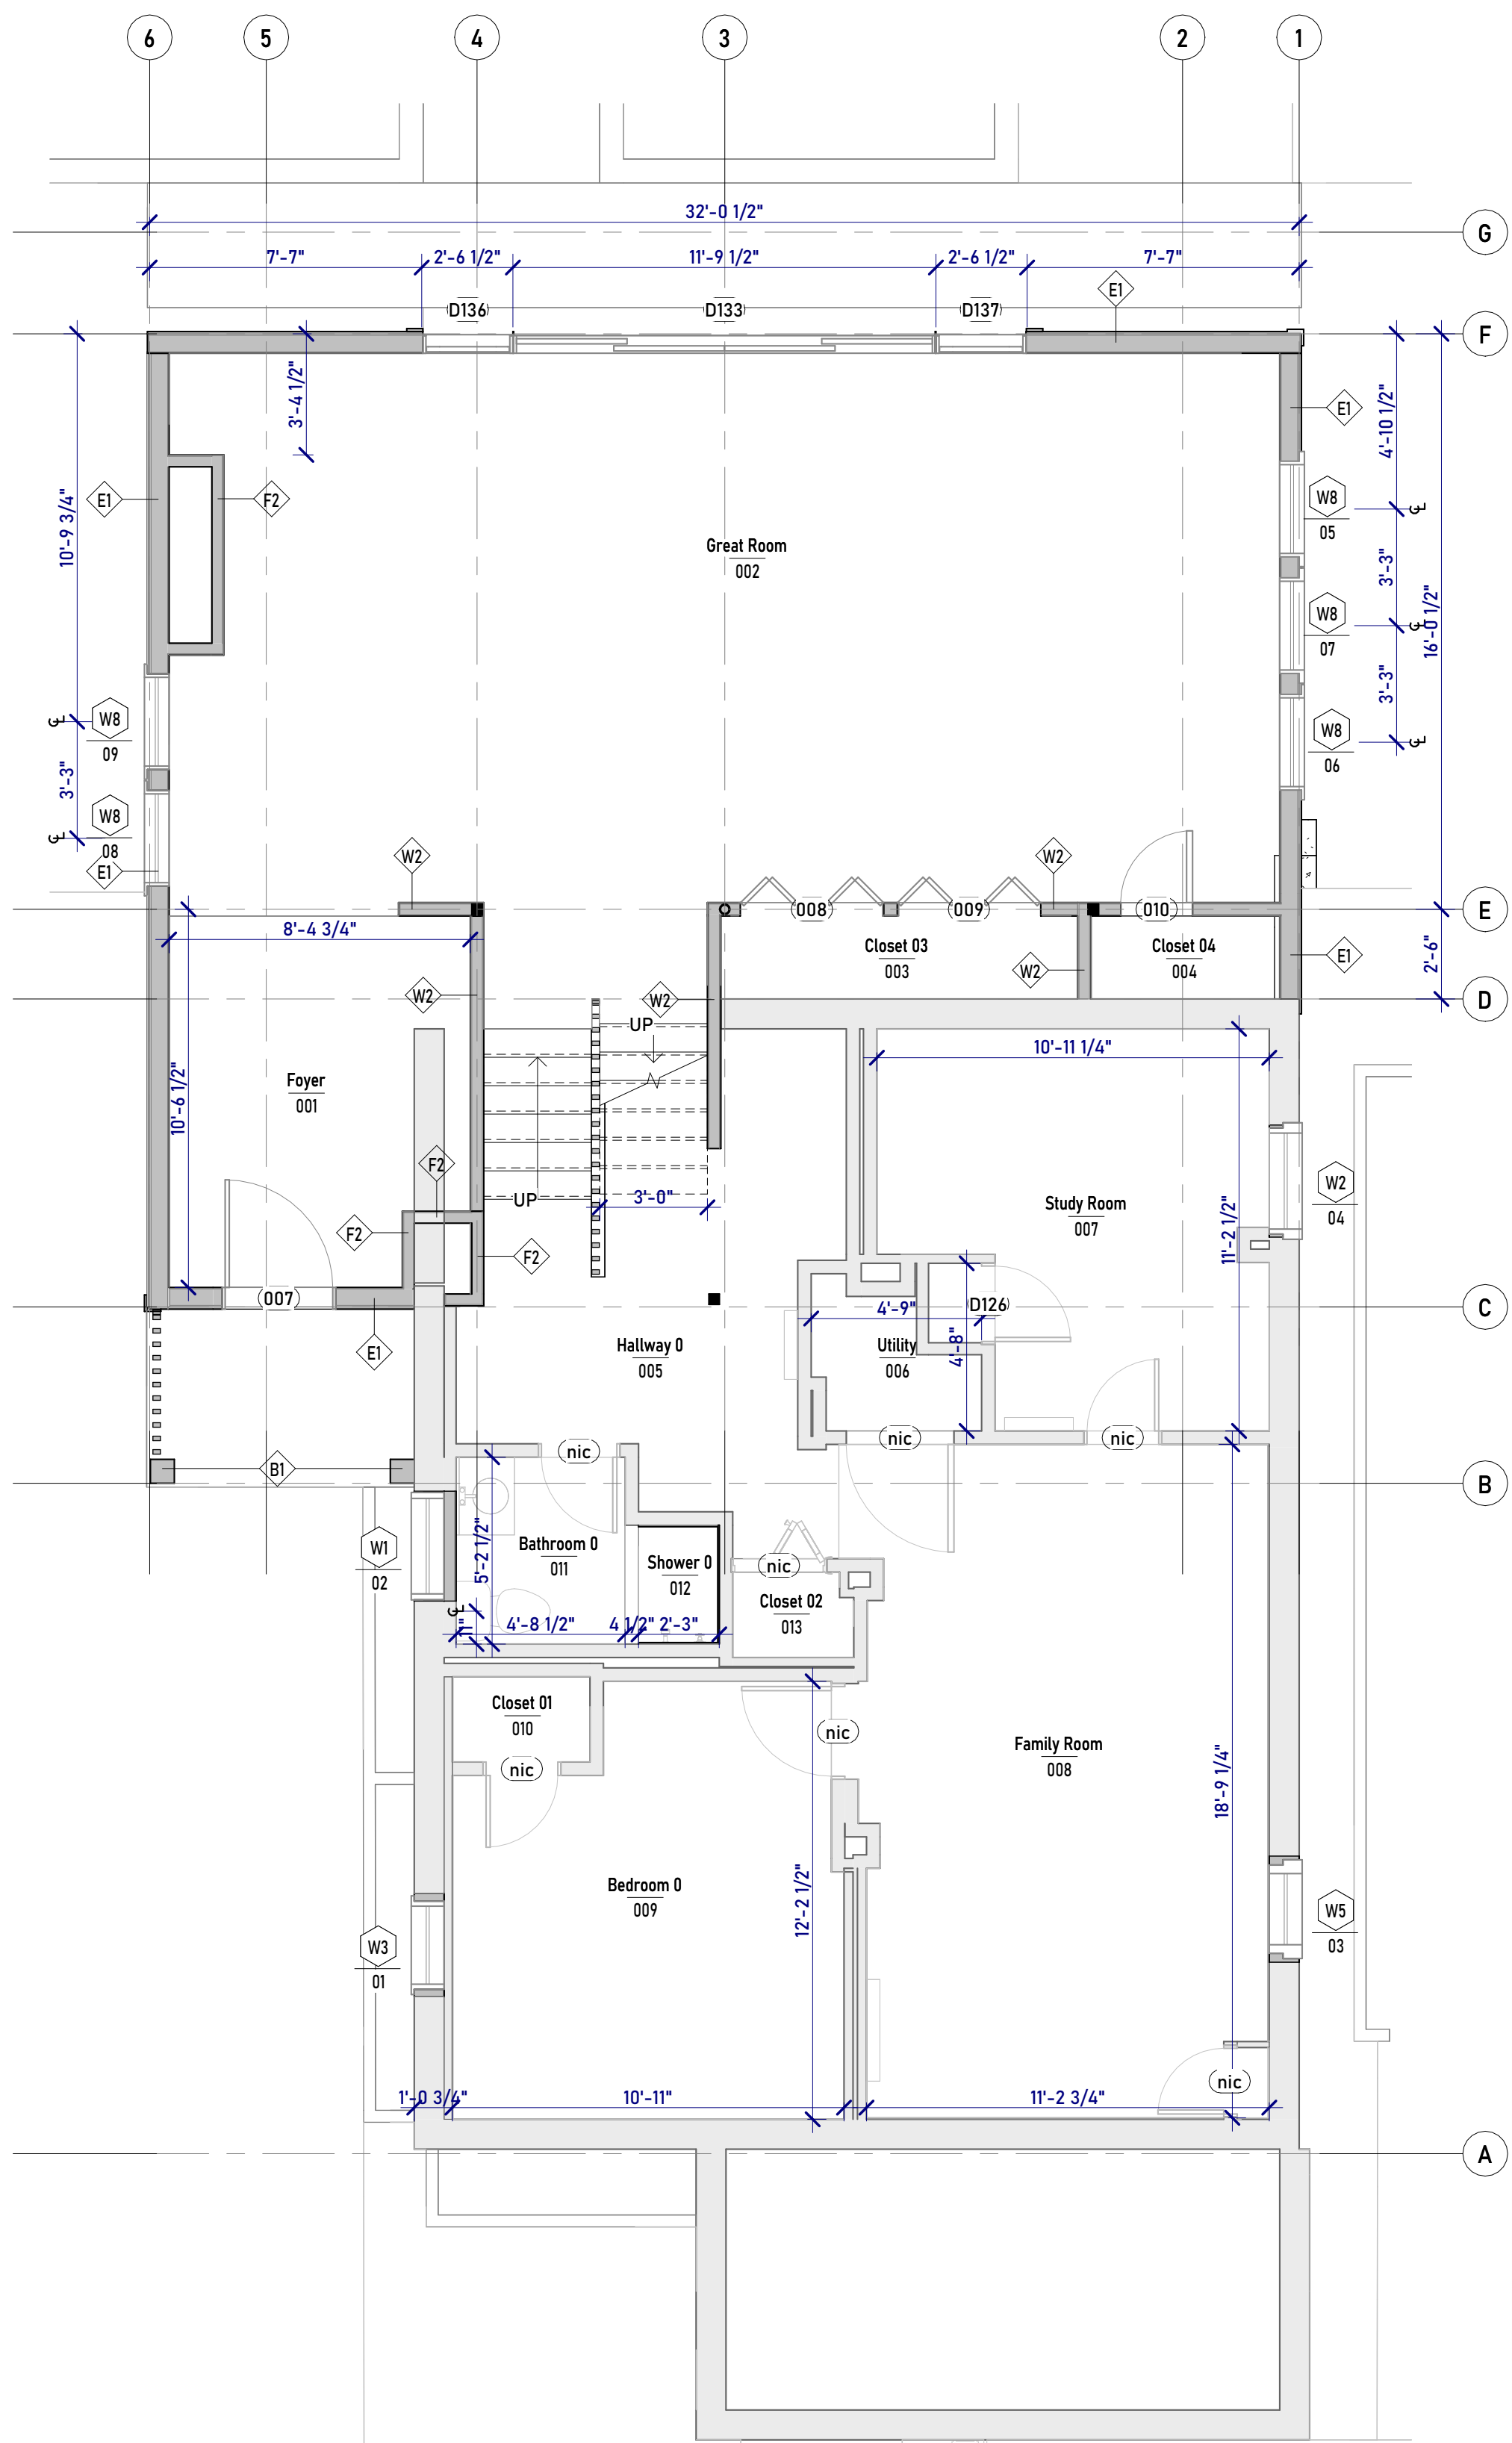 6 5 4 3 2 1
32'-0 1/2"
G
7'-7" 2'-6 1/2" 11'-9 1/2" 2'-6 1/2" 7'-7"
E1
D136 D133 D137
F
3'-4 1/2"
4'-10 1/2"
E1
E1 F2
W8
05
10'-9 3/4"
Great Room
002
3'-3"
16'-0 1/2"
W8
07
3'-3"
W8
09
W8
06
3'-3"
W8
08
E1
W2 W2
008 009 010
E
8'-4 3/4"
Closet 03
003
Closet 04
004
E1
2'-6"
W2 W2 W2
D
UP
10'-11 1/4"
Foyer
001
10'-6 1/2"
F2
UP 3'-0"
Study Room
007
W2
04
11'-2 1/2"
F2 F2
007
4'-9" D126
C
E1
Hallway 0
005
Utility
006
4'-8"
nic nic nic
B1
B
W1
02
5'-2 1/2"
Bathroom 0
011
Shower 0
012
nic
Closet 02
013
11"
4'-8 1/2" 4 1/2" 2'-3"
Closet 01
010
nic
nic
Family Room
008
18'-9 1/4"
Bedroom 0
009
12'-2 1/2"
W3
01
W5
03
nic
1'-0 3/4" 10'-11" 11'-2 3/4"
A